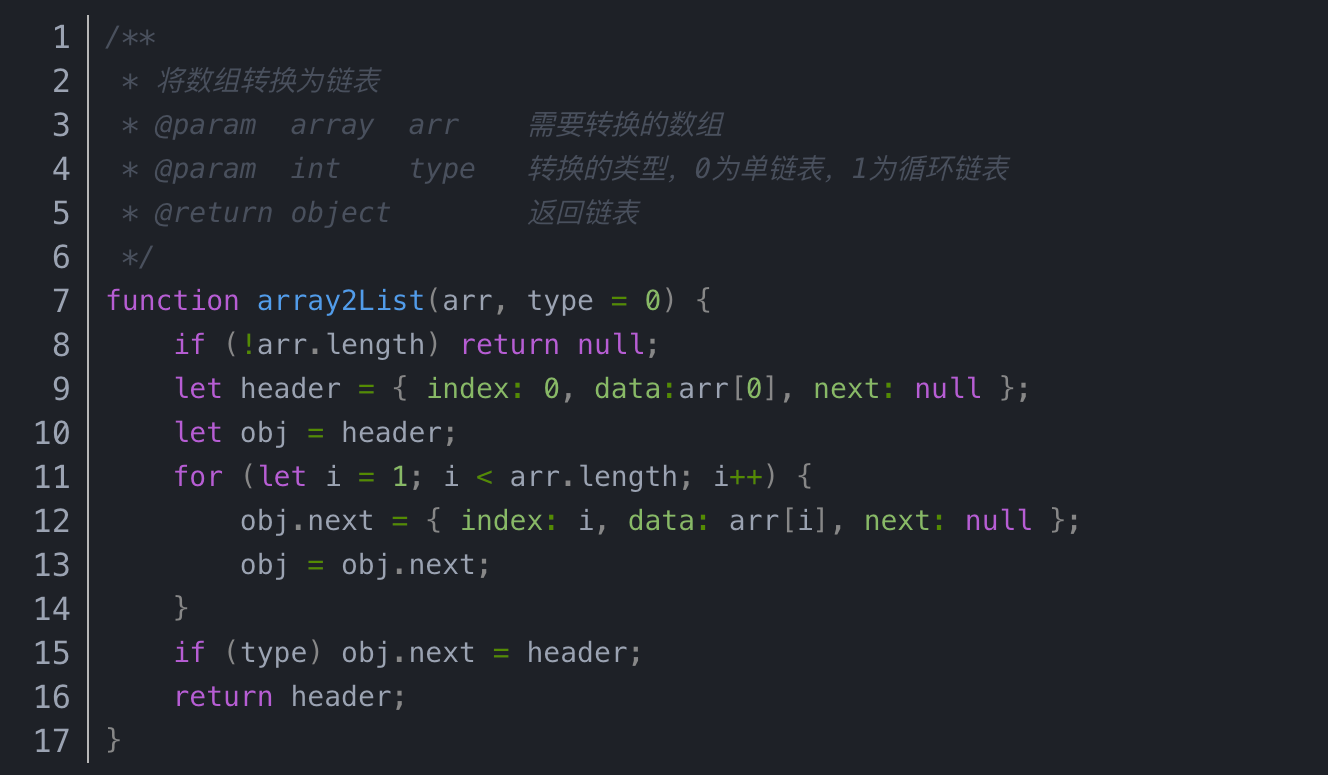 1 /**
2  * 将数组转换为链表
3  * @param  array  arr    需要转换的数组
4  * @param  int    type   转换的类型，0为单链表，1为循环链表
5  * @return object        返回链表
6  */
7 function array2List(arr, type = 0) {
8     if (!arr.length) return null;
9     let header = { index: 0, data:arr[0], next: null };
10     let obj = header;
11     for (let i = 1; i < arr.length; i++) {
12         obj.next = { index: i, data: arr[i], next: null };
13         obj = obj.next;
14     }
15     if (type) obj.next = header;
16     return header;
17 }